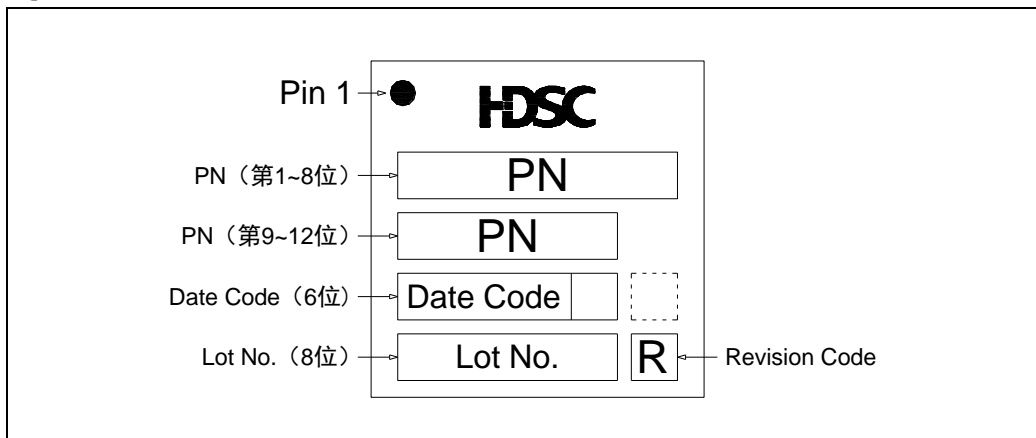 Pin 1 HDSC
PN（第1~8位） PN
PN（第9~12位） PN
Date Code（6位） Date Code
Lot No.（8位） Lot No. R Revision Code